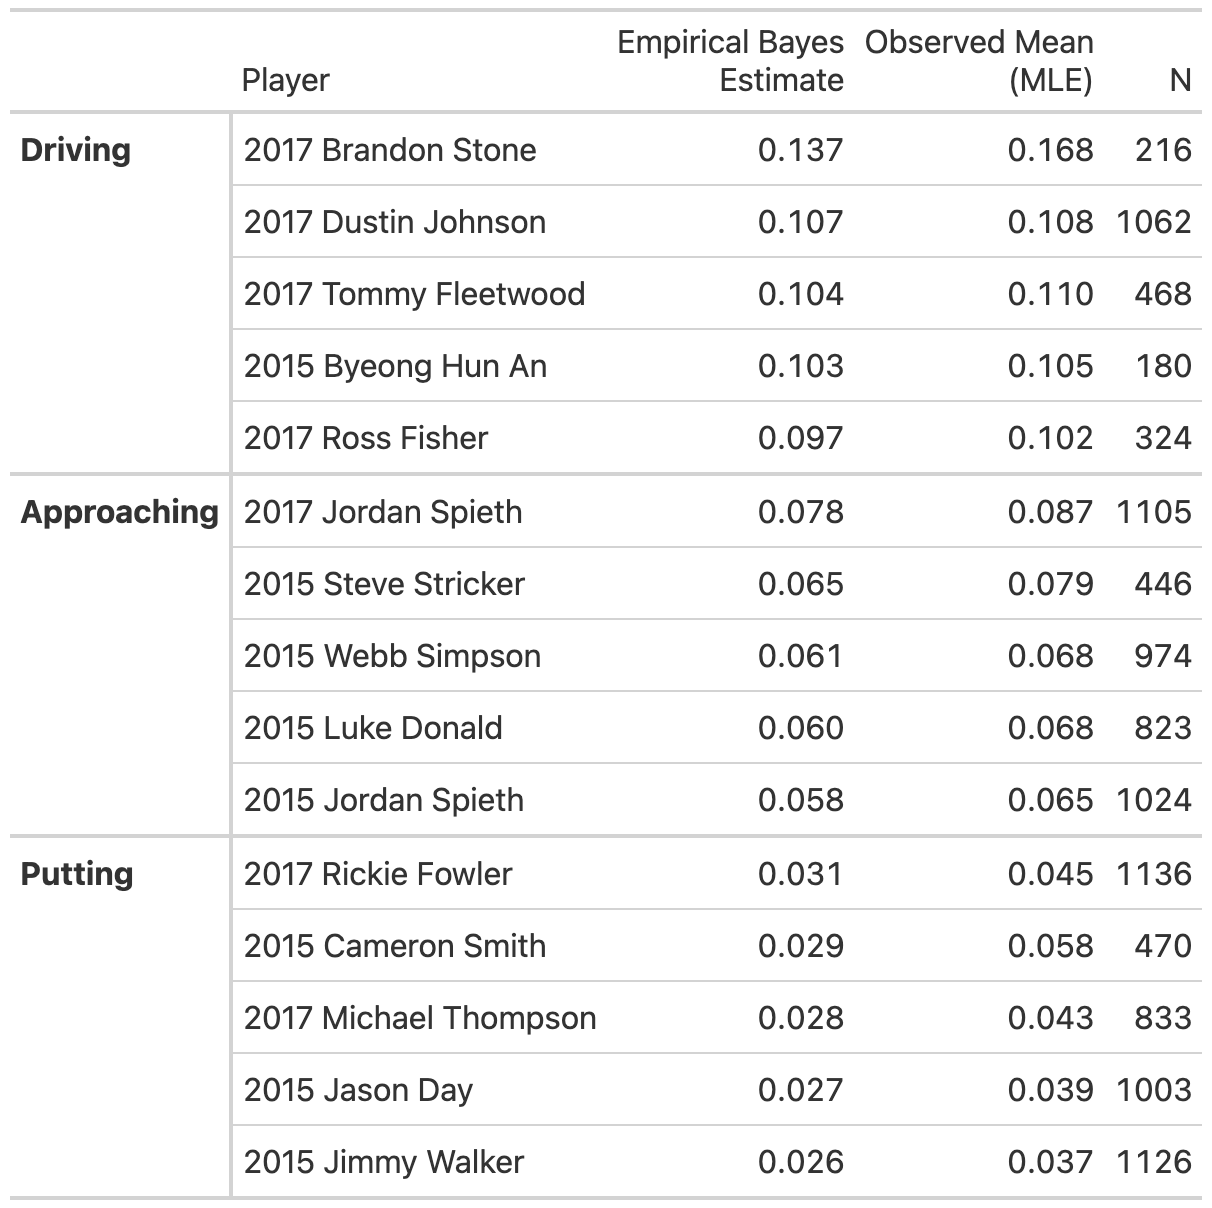 Player Empirical Bayes Estimate Observed Mean (MLE) N
Driving 2017 Brandon Stone 0.137 0.168 216
2017 Dustin Johnson 0.107 0.108 1062
2017 Tommy Fleetwood 0.104 0.110 468
2015 Byeong Hun An 0.103 0.105 180
2017 Ross Fisher 0.097 0.102 324
Approaching 2017 Jordan Spieth 0.078 0.087 1105
2015 Steve Stricker 0.065 0.079 446
2015 Webb Simpson 0.061 0.068 974
2015 Luke Donald 0.060 0.068 823
2015 Jordan Spieth 0.058 0.065 1024
Putting 2017 Rickie Fowler 0.031 0.045 1136
2015 Cameron Smith 0.029 0.058 470
2017 Michael Thompson 0.028 0.043 833
2015 Jason Day 0.027 0.039 1003
2015 Jimmy Walker 0.026 0.037 1126